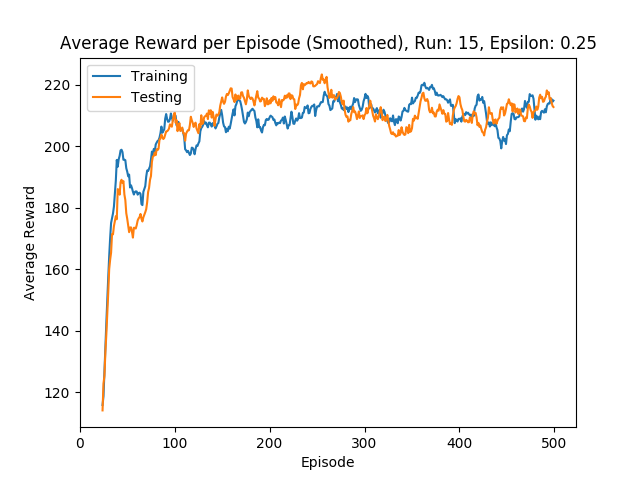 Average Reward per Episode (Smoothed), Run: 15, Epsilon: 0.25
Training
Testing
220
200
180
160
140
120
Average Reward
0 100 200 300 400 500
Episode